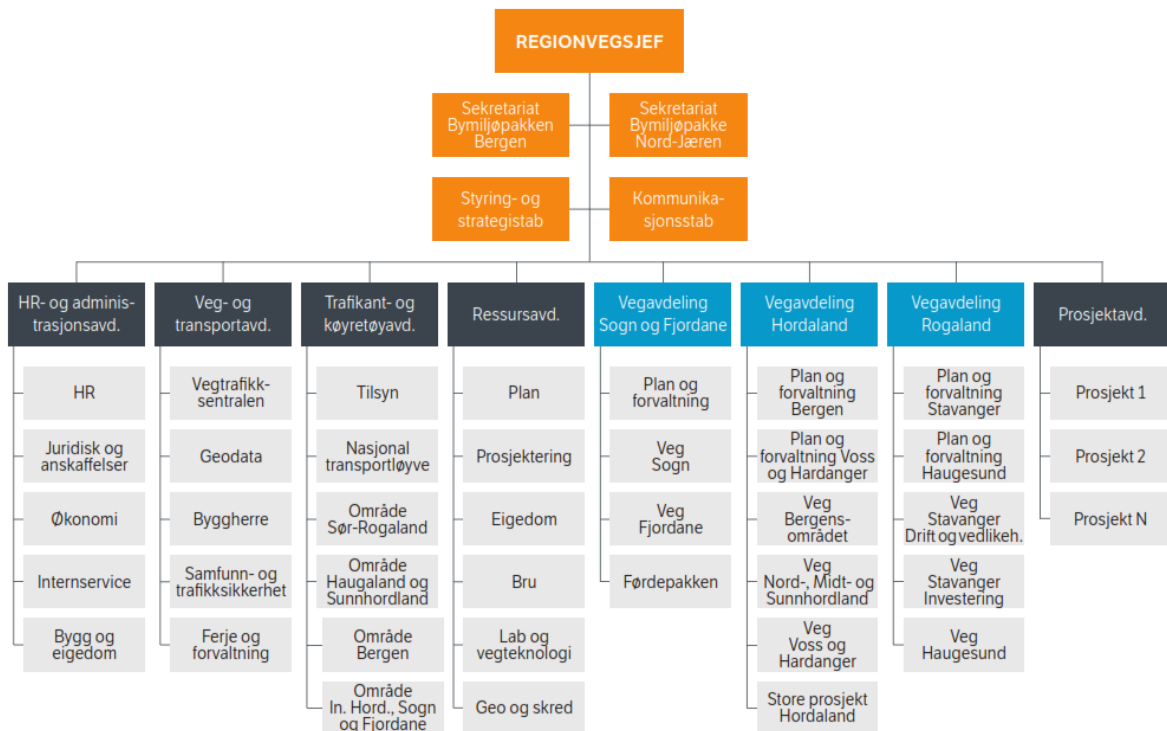 REGIONVEGSJEF
Sekretariat
Bymiljøpakken
Bergen
Sekretariat
Bymiljøpakke
Nord-Jæren
Styring- og
strategistab
Kommunika-
sjonsstab
HR- og adminis-
trasjonsavd.
HR
Juridisk og
anskaffelser
Økonomi
Internservice
Bygg og
eigedom
Veg- og
transportavd.
Vegtrafikk-
sentralen
Geodata
Byggherre
Samfunn- og
trafikksikkerhet
Ferje og
forvaltning
Trafikant- og
køyretøyavd.
Tilsyn
Nasjonal
transportløyve
Område
Sør-Rogaland
Område
Haugaland og
Sunnhordland
Område
Bergen
Område
In. Hord., Sogn
og Fjordane
Ressursavd.
Plan
Prosjektering
Eigedom
Bru
Lab og
vegteknologi
Geo og skred
Vegavdeling
Sogn og Fjordane
Plan og
forvaltning
Veg
Sogn
Veg
Fjordane
Førdepakken
Vegavdeling
Hordaland
Plan og
forvaltning
Bergen
Plan og
forvaltning Voss
og Hardanger
Veg
Bergens-
området
Veg
Nord-, Midt- og
Sunnhordland
Veg
Voss og
Hardanger
Store prosjekt
Hordaland
Vegavdeling
Rogaland
Plan og
forvaltning
Stavanger
Plan og
forvaltning
Haugesund
Veg
Stavanger
Drift og vedlikeh.
Veg
Stavanger
Investering
Veg
Haugesund
Prosjektavd.
Prosjekt 1
Prosjekt 2
Prosjekt N